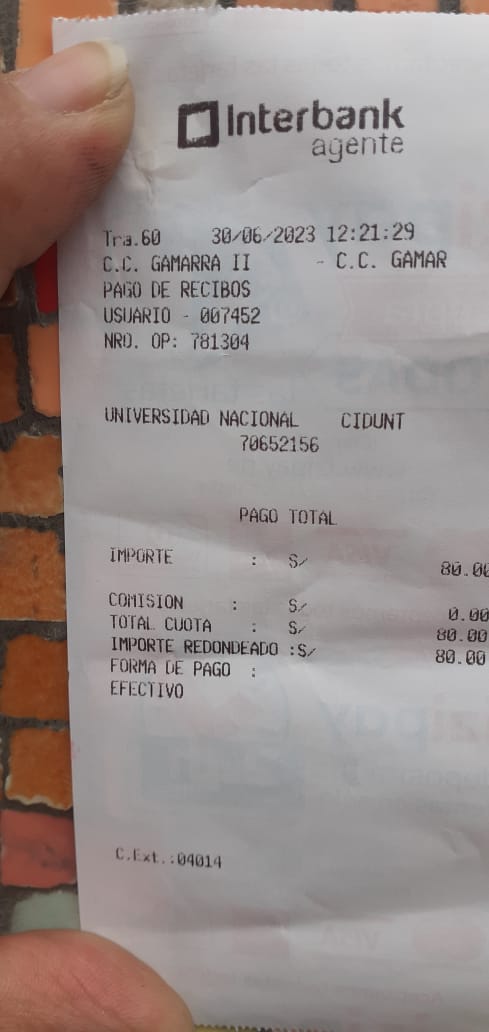 Interbank
agente
Tra.60 30/06/2023 12:21:29
C.C. GAMARRA II - C.C. GAMAR
PAGO DE RECIBOS
USUARIO - 007452
NRO. OP: 781304
UNIVERSIDAD NACIONAL CIDUNT
70652156
PAGO TOTAL
IMPORTE : S/ 80.00
COMISION : S/ 0.00
TOTAL CUOTA : S/ 80.00
IMPORTE REDONDEADO :S/ 80.00
FORMA DE PAGO :
EFECTIVO
C.Ext.:04014